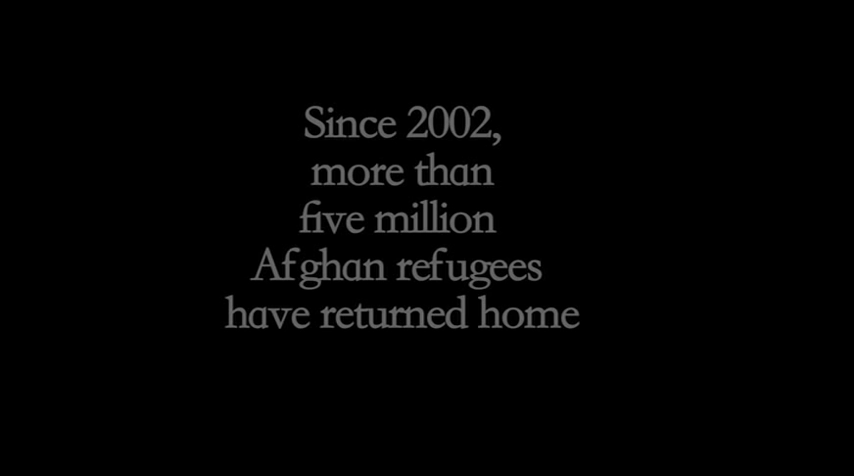 Since 2002,
more than
five million
Afghan refugees
have returned home